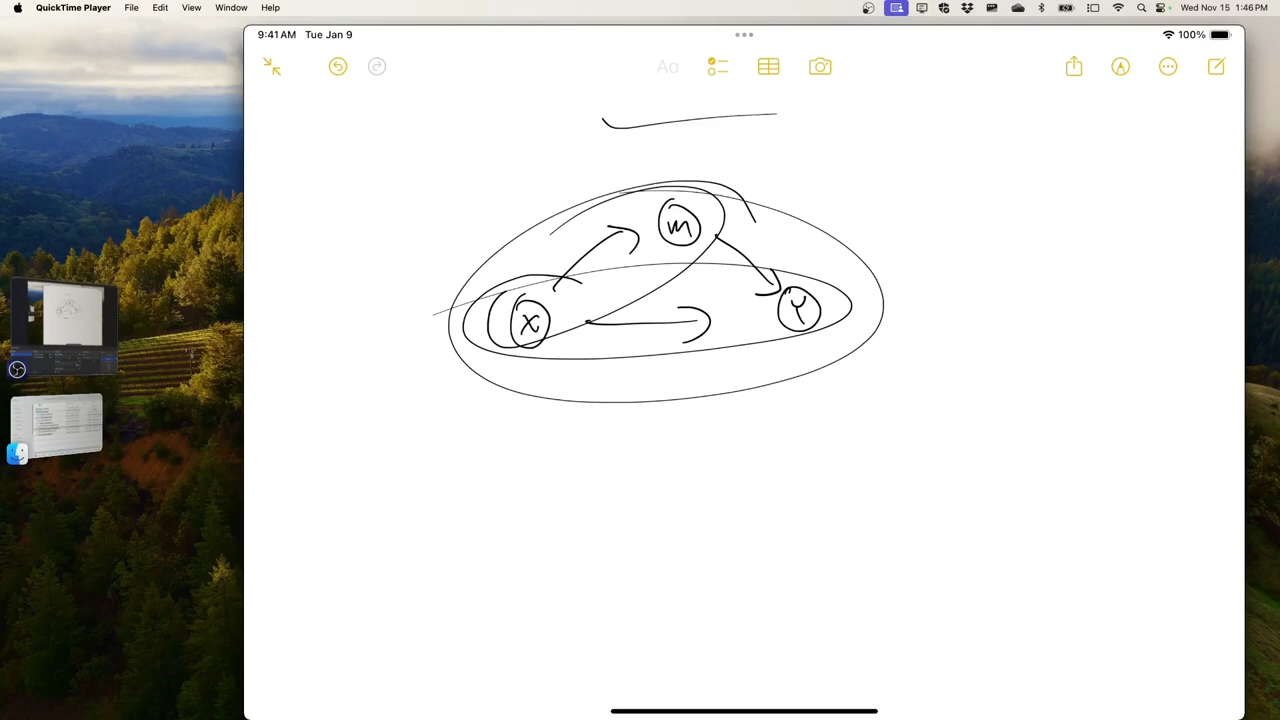 QuickTime Player File Edit View Window Help Wed Nov 15 1:46 PM
9:41 AM Tue Jan 9 100%
Aa
m
X Y